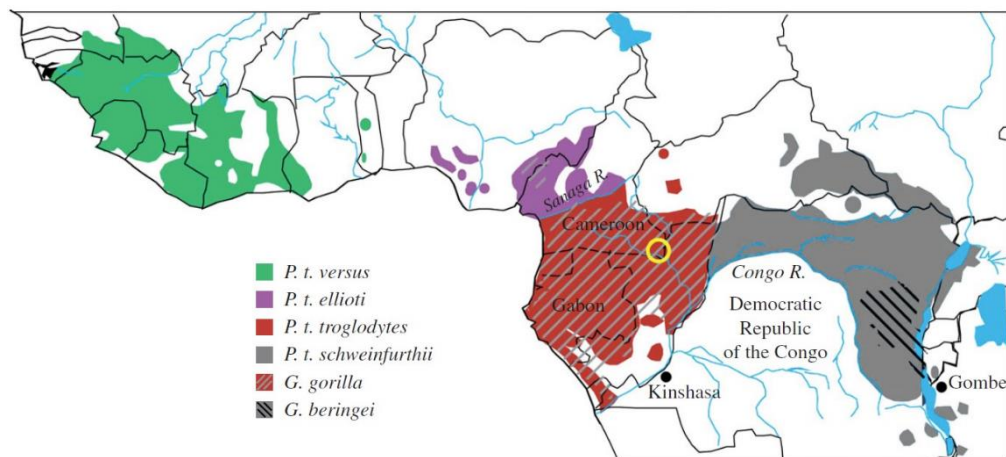 Sanaga R.
Cameroon
Gabon
Congo R.
Democratic
Republic
of the Congo
Kinshasa
Gombe
P. t. versus
P. t. ellioti
P. t. troglodytes
P. t. schweinfurthii
G. gorilla
G. beringei